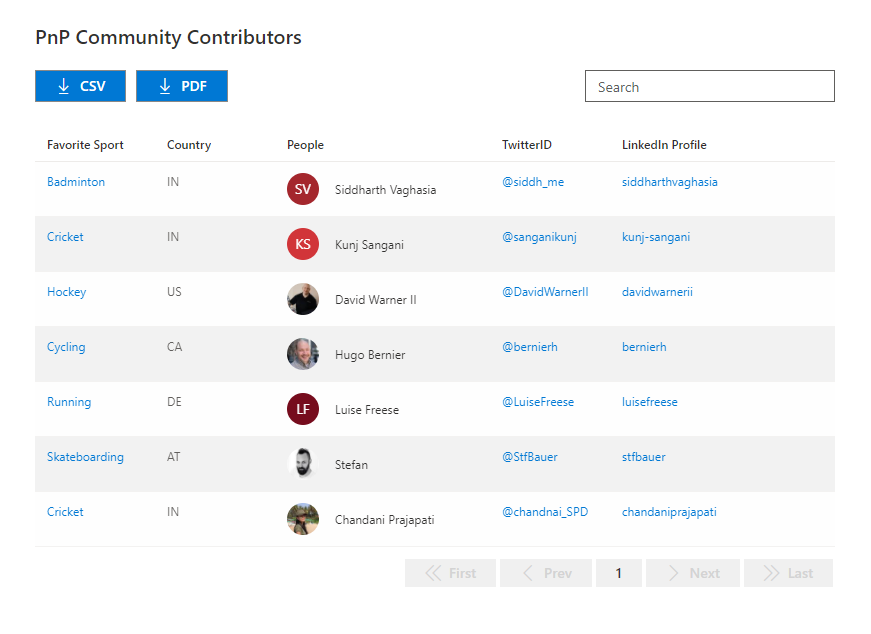 PnP Community Contributors
CSV PDF Search
Favorite Sport Country People TwitterID LinkedIn Profile
Badminton IN SV Siddharth Vaghasia @siddh_me siddharthvaghasia
Cricket IN KS Kunj Sangani @sanganikunj kunj-sangani
Hockey US David Warner II @DavidWarnerII davidwarnerii
Cycling CA Hugo Bernier @bernierh bernierh
Running DE LF Luise Freese @LuiseFreese luisefreese
Skateboarding AT Stefan @StfBauer stfbauer
Cricket IN Chandani Prajapati @chandnai_SPD chandaniprajapati
First Prev 1 Next Last